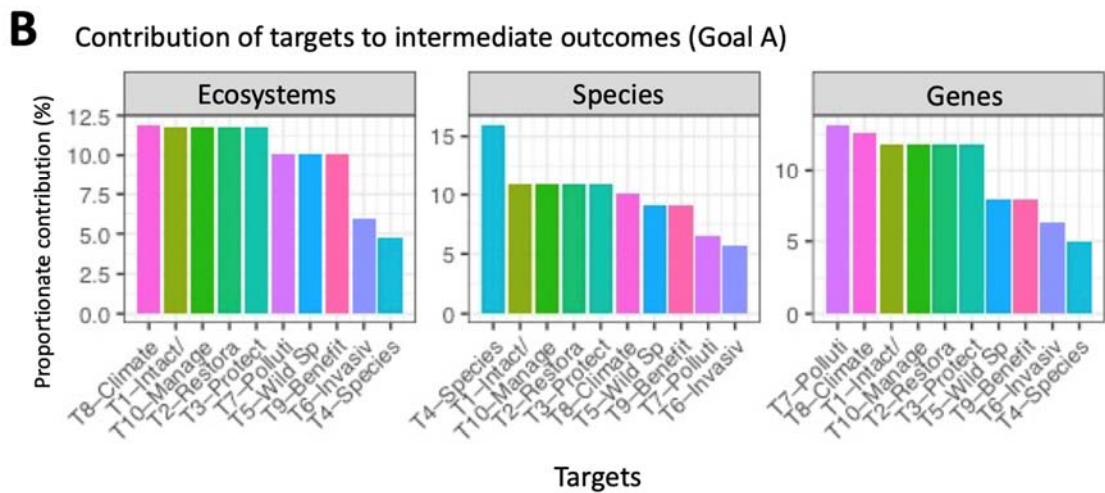 B
Contribution of targets to intermediate outcomes (Goal A)
Proportionate contribution (%)
Ecosystems
12.5
10.0
7.5
5.0
2.5
0.0
T8–Climate
T1–Intact/
T10–Manage
T2–Restora
T3–Protect
T7–Polluti
T5–Wild Sp
T9–Benefit
T6–Invasiv
T4–Species
Species
15
10
5
0
T4–Species
T1–Intact/
T10–Manage
T2–Restora
T3–Protect
T8–Climate
T5–Wild Sp
T9–Benefit
T7–Polluti
T6–Invasiv
Genes
10
5
0
T7–Polluti
T8–Climate
T1–Intact/
T10–Manage
T2–Restora
T3–Protect
T5–Wild Sp
T9–Benefit
T6–Invasiv
T4–Species
Targets